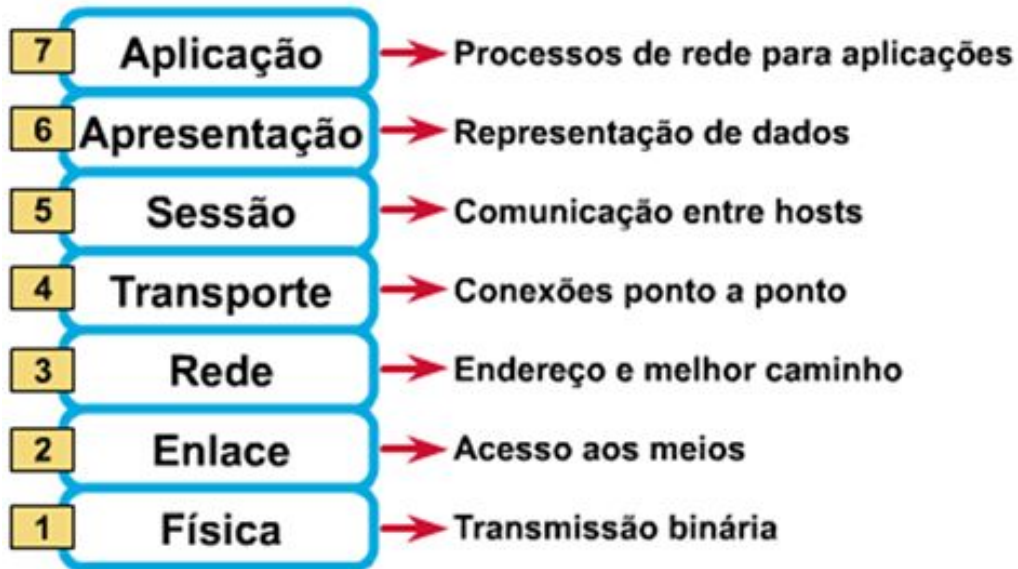 7 Aplicação Processos de rede para aplicações
6 Apresentação Representação de dados
5 Sessão Comunicação entre hosts
4 Transporte Conexões ponto a ponto
3 Rede Endereço e melhor caminho
2 Enlace Acesso aos meios
1 Física Transmissão binária